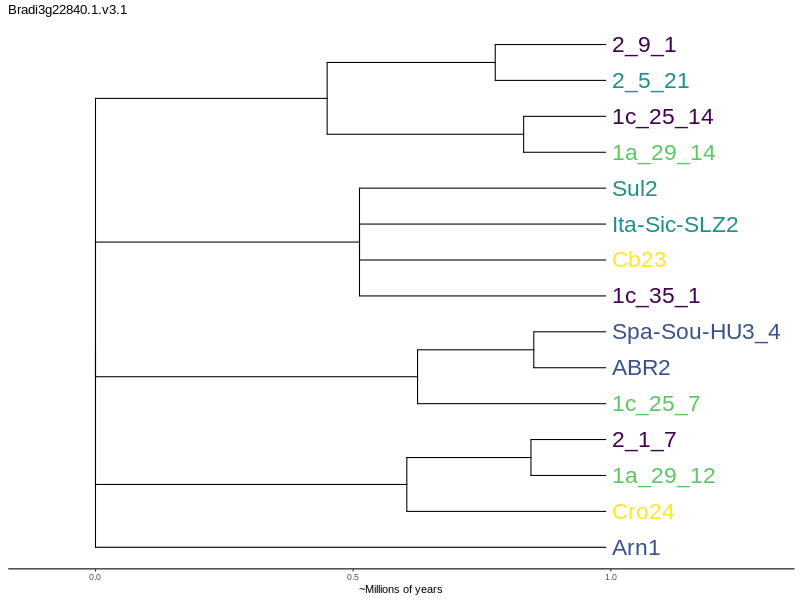 Bradi3g22840.1.v3.1
2_9_1
2_5_21
1c_25_14
1a_29_14
Sul2
Ita-Sic-SLZ2
Cb23
1c_35_1
Spa-Sou-HU3_4
ABR2
1c_25_7
2_1_7
1a_29_12
Cro24
Arn1
0.0 0.5 1.0
~Millions of years